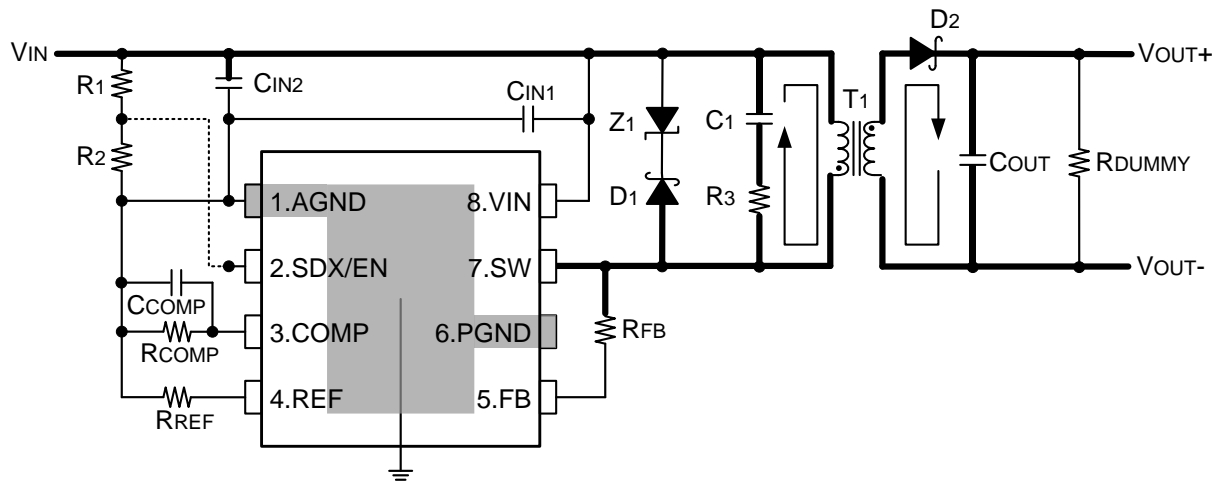 D2
VIN
VOUT+
R1
CIN2
CIN1
Z1
C1
T1
R2
COUT
RDUMMY
D1
R3
1.AGND
8.VIN
2.SDX/EN
7.SW
VOUT-
CCOMP
3.COMP
6.PGND
RFB
RCOMP
4.REF
5.FB
RREF